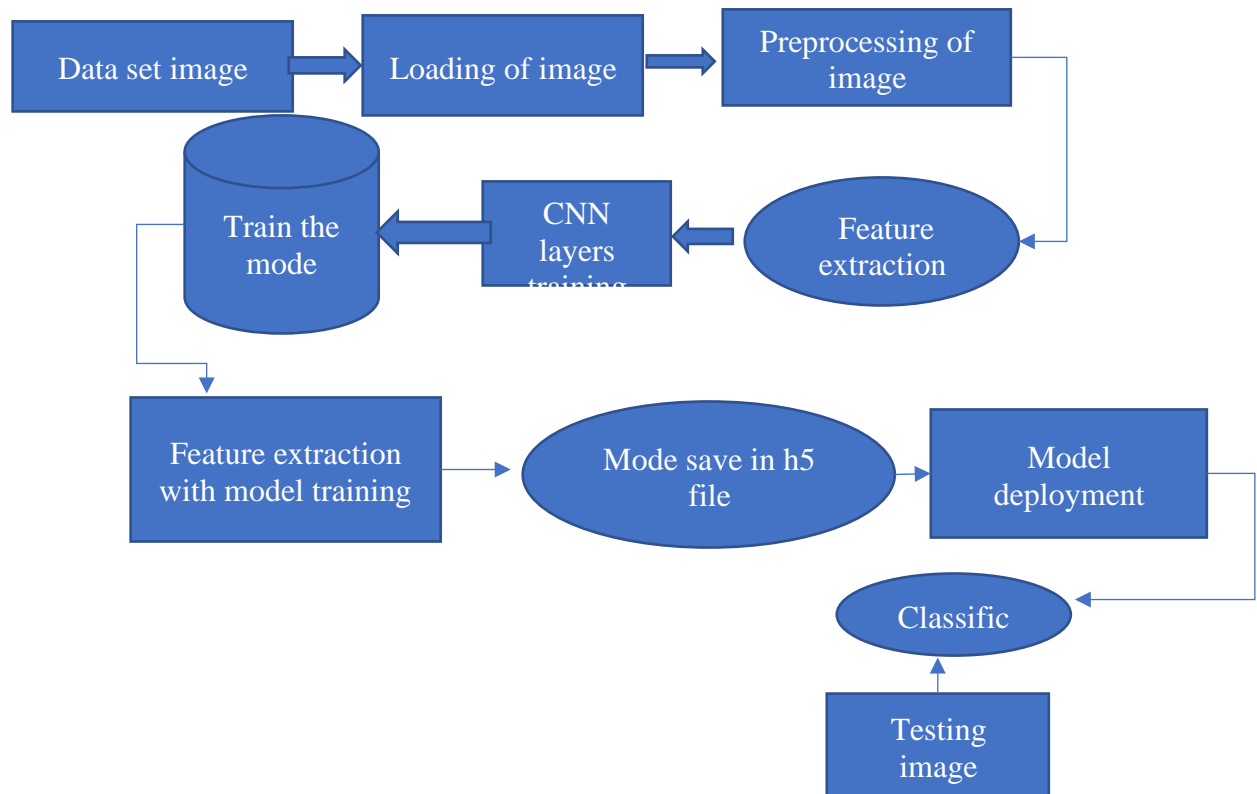 Data set image
Loading of image
Preprocessing of
image
Feature
extraction
CNN
layers
training
Train the
mode
Feature extraction
with model training
Mode save in h5
file
Model
deployment
Classific
Testing
image